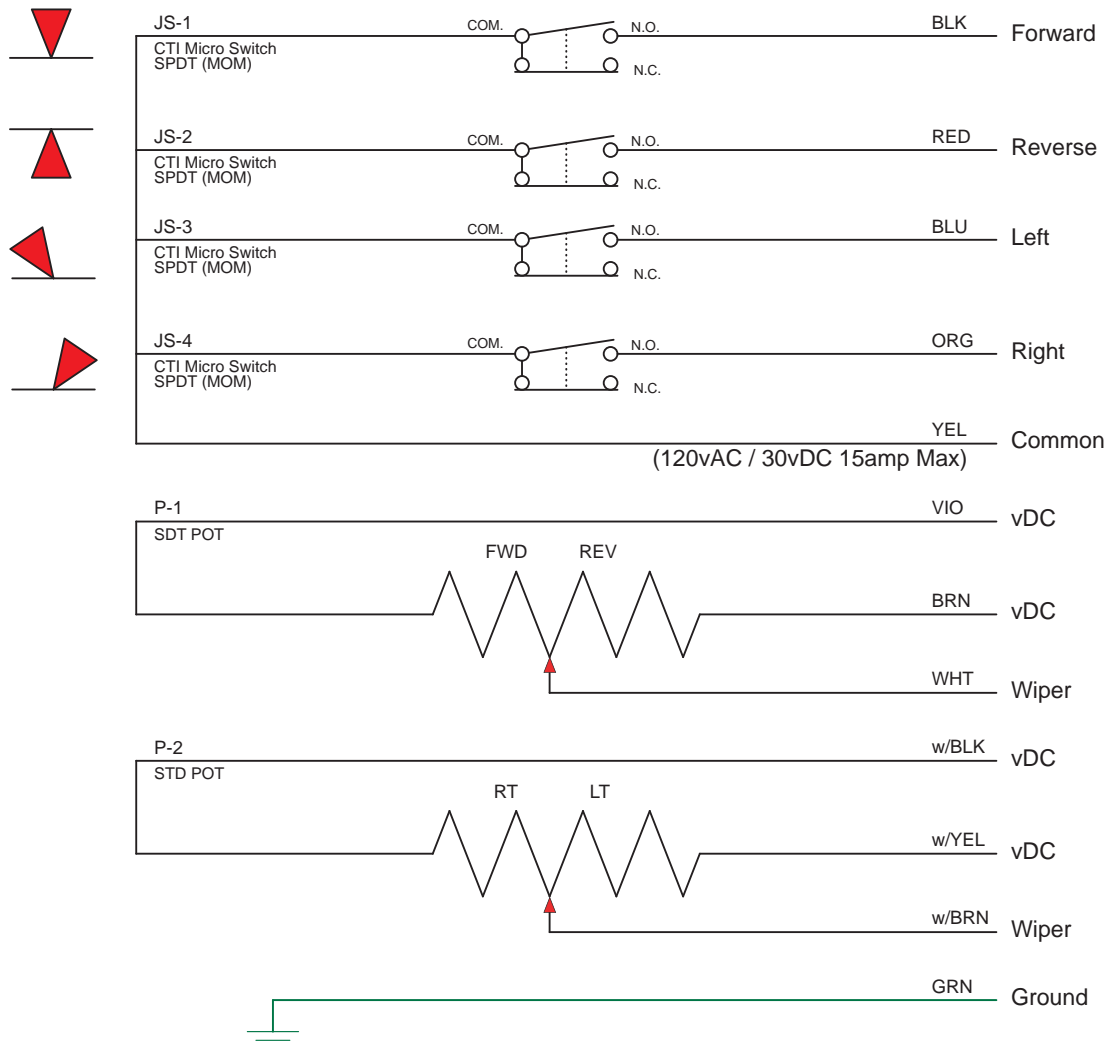 JS-1
COM.
N.O.
BLK
Forward
CTI Micro Switch
SPDT (MOM)
N.C.
JS-2
COM.
N.O.
RED
Reverse
CTI Micro Switch
SPDT (MOM)
N.C.
JS-3
COM.
N.O.
BLU
Left
CTI Micro Switch
SPDT (MOM)
N.C.
JS-4
COM.
N.O.
ORG
Right
CTI Micro Switch
SPDT (MOM)
N.C.
YEL
Common
(120vAC / 30vDC 15amp Max)
P-1
VIO
vDC
SDT POT
FWD
REV
BRN
vDC
WHT
Wiper
P-2
w/BLK
vDC
STD POT
RT
LT
w/YEL
vDC
w/BRN
Wiper
GRN
Ground